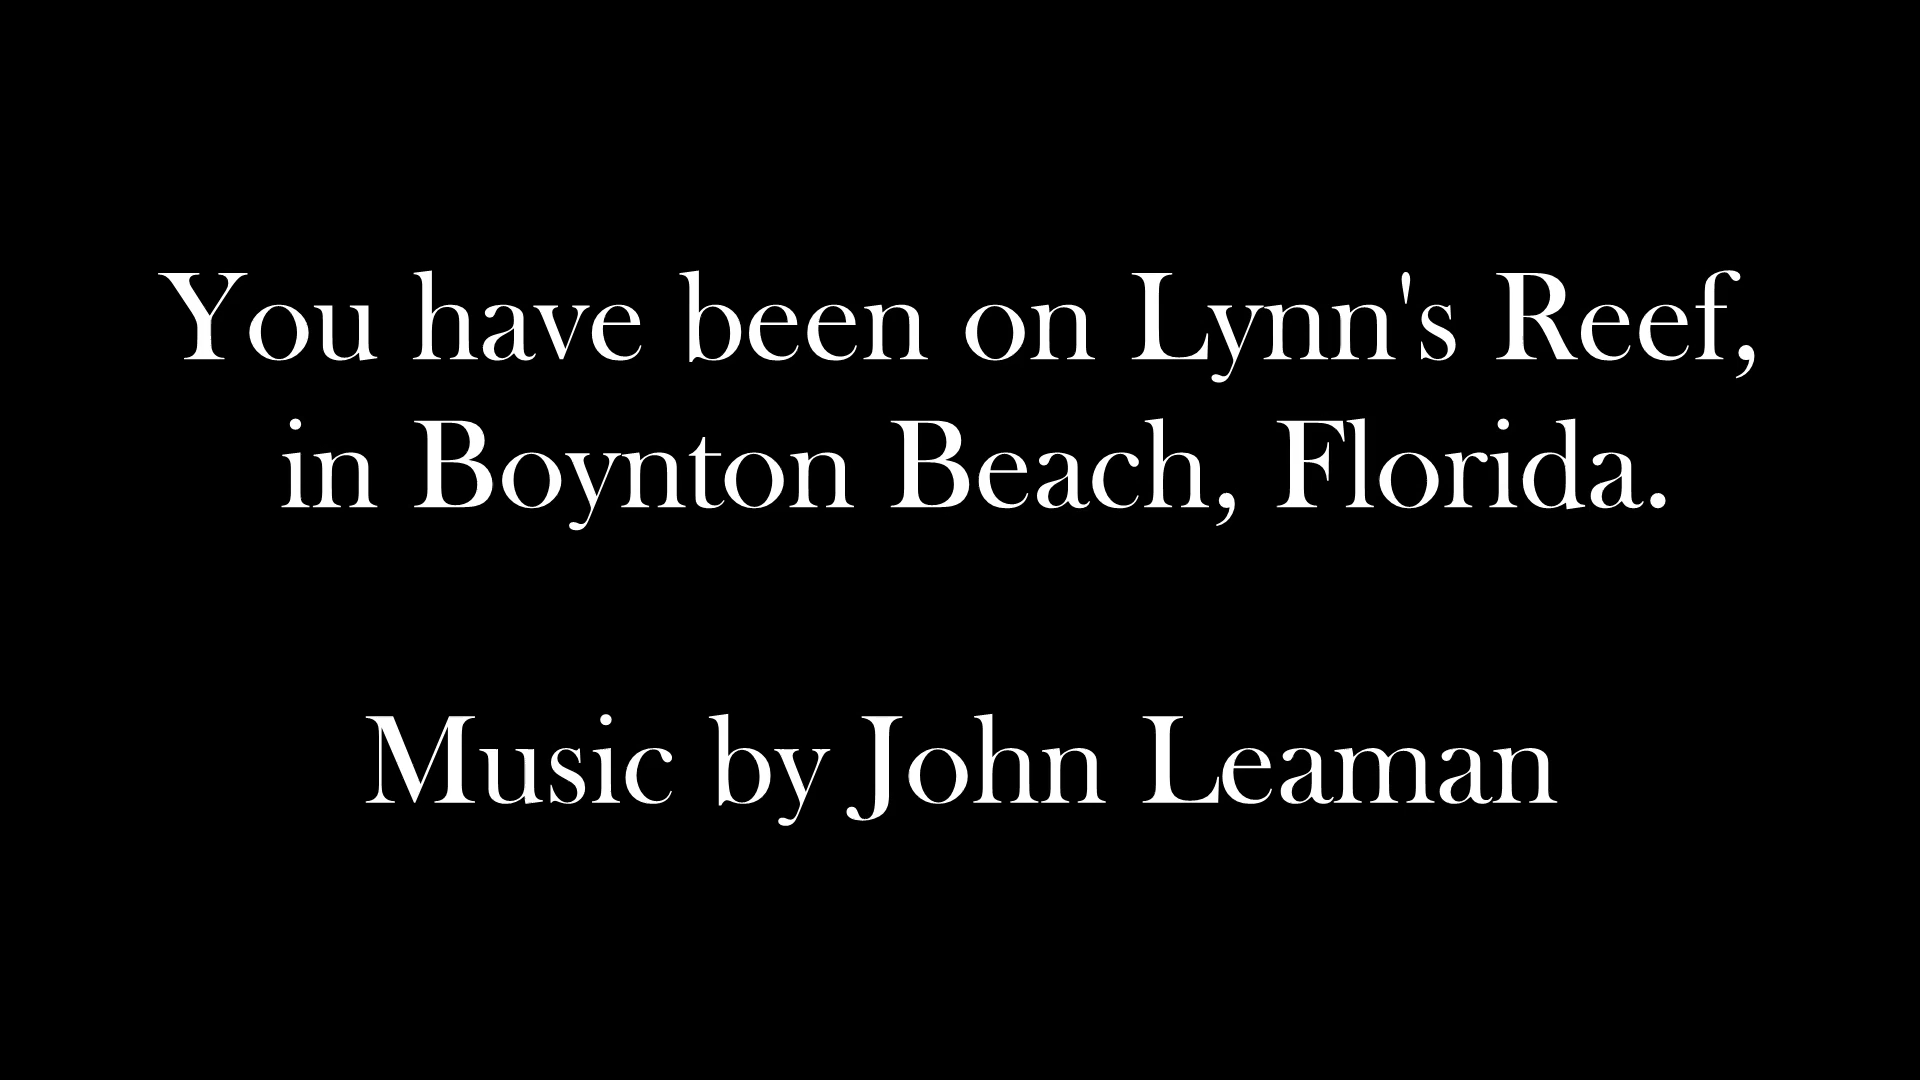 You have been on Lynn's Reef,
in Boynton Beach, Florida.
Music by John Leaman